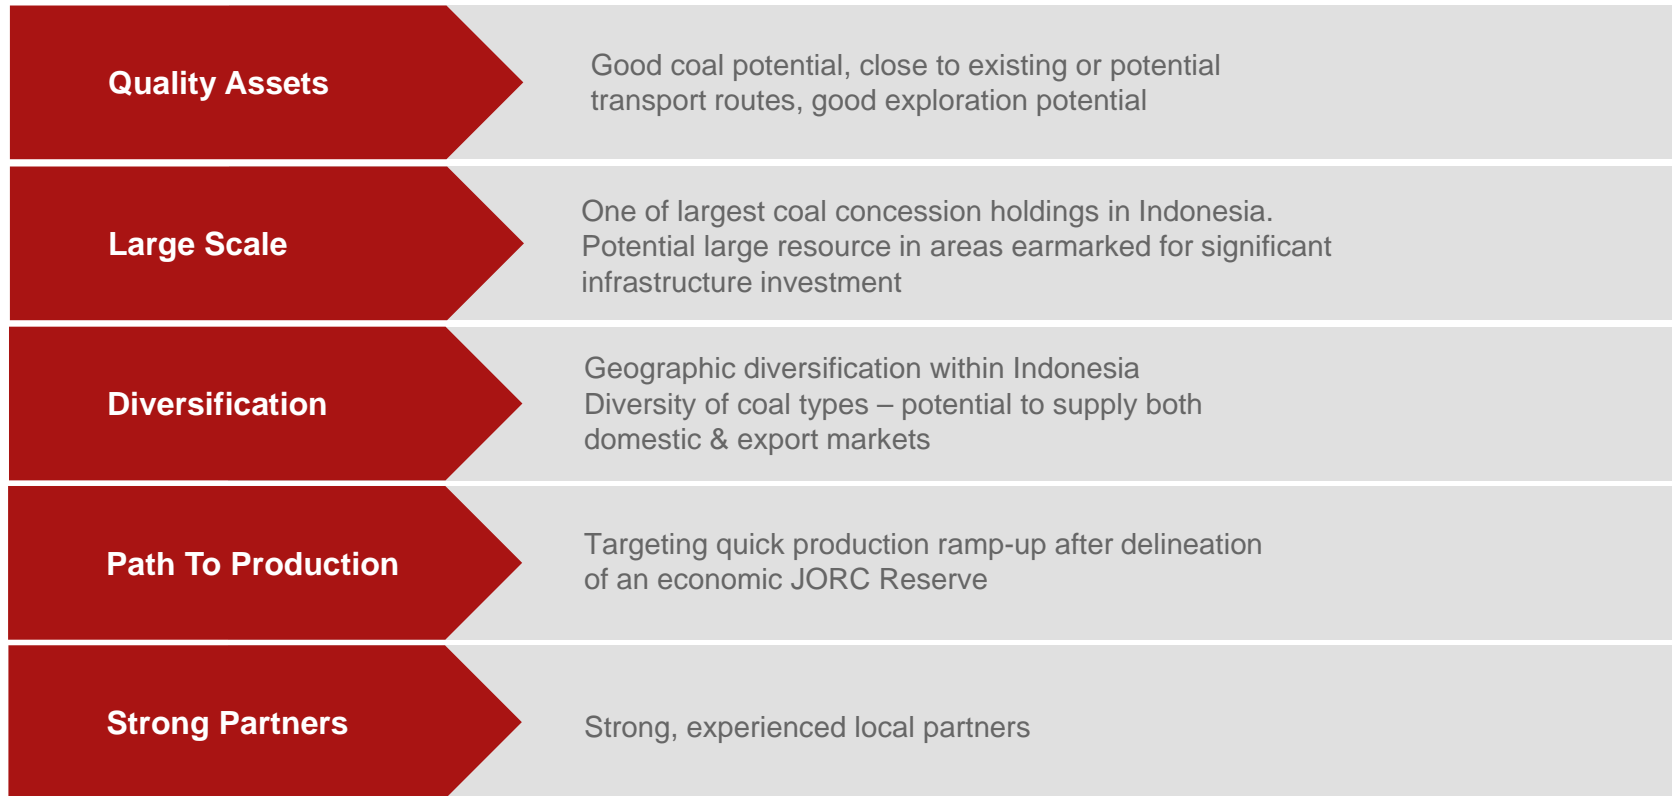 Quality Assets
Good coal potential, close to existing or potential
transport routes, good exploration potential
Large Scale
One of largest coal concession holdings in Indonesia.
Potential large resource in areas earmarked for significant
infrastructure investment
Diversification
Geographic diversification within Indonesia
Diversity of coal types – potential to supply both
domestic & export markets
Path To Production
Targeting quick production ramp-up after delineation
of an economic JORC Reserve
Strong Partners
Strong, experienced local partners